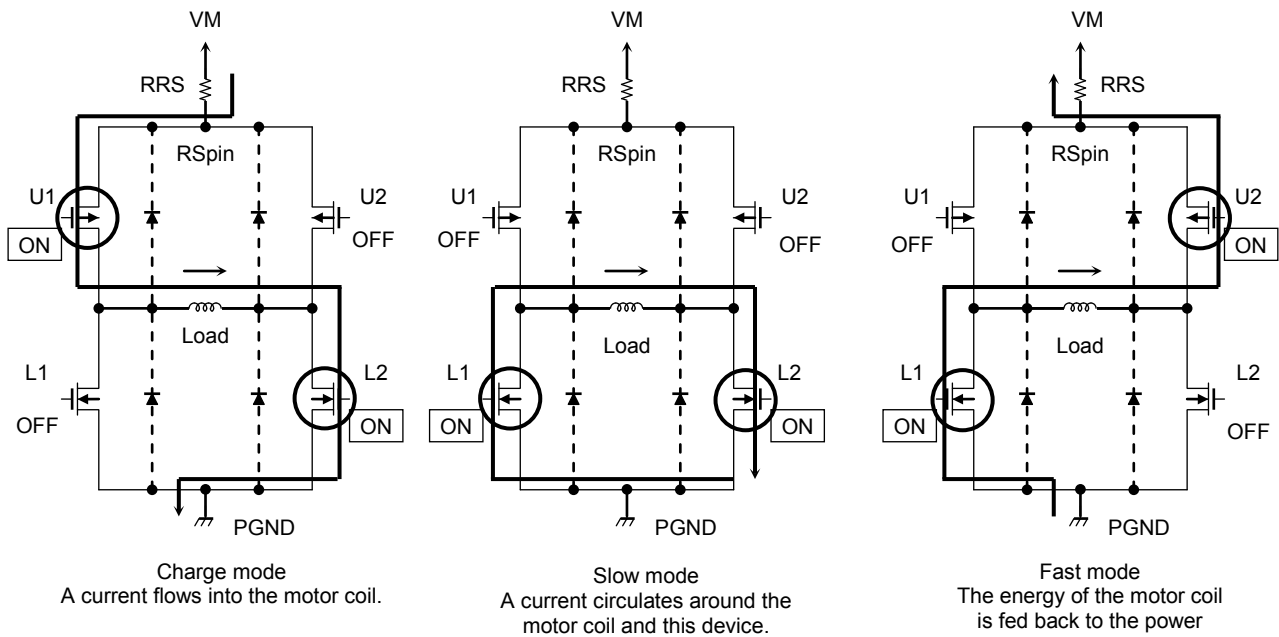 VM
RRS
RSpin
U1
U2
ON
OFF
Load
L1
L2
OFF
ON
PGND
Charge mode
A current flows into the motor coil.
VM
RRS
RSpin
U1
U2
OFF
OFF
Load
L1
L2
ON
ON
PGND
Slow mode
A current circulates around the
motor coil and this device.
VM
RRS
RSpin
U1
U2
OFF
ON
Load
L1
L2
ON
OFF
PGND
Fast mode
The energy of the motor coil
is fed back to the power